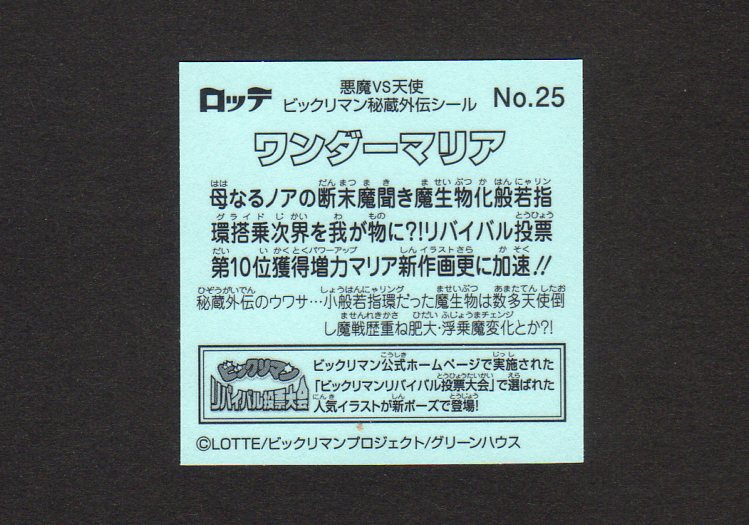 ロッテ
悪魔VS天使
ビックリマン秘蔵外伝シール
No.25
ワンダーマリア
母なるノアの断末魔聞き魔生物化般若指
環搭乗次界を我が物に?!リバイバル投票
第10位獲得増力マリア新作画更に加速!!
秘蔵外伝のウワサ…小般若指環だった魔生物は数多天使倒
し魔戦歴重ね肥大・浮乗魔変化とか?!
ビックリマン
リバイバル投票大会
ビックリマン公式ホームページで実施された
「ビックリマンリバイバル投票大会」で選ばれた
人気イラストが新ポーズで登場!
©LOTTE/ビックリマンプロジェクト/グリーンハウス